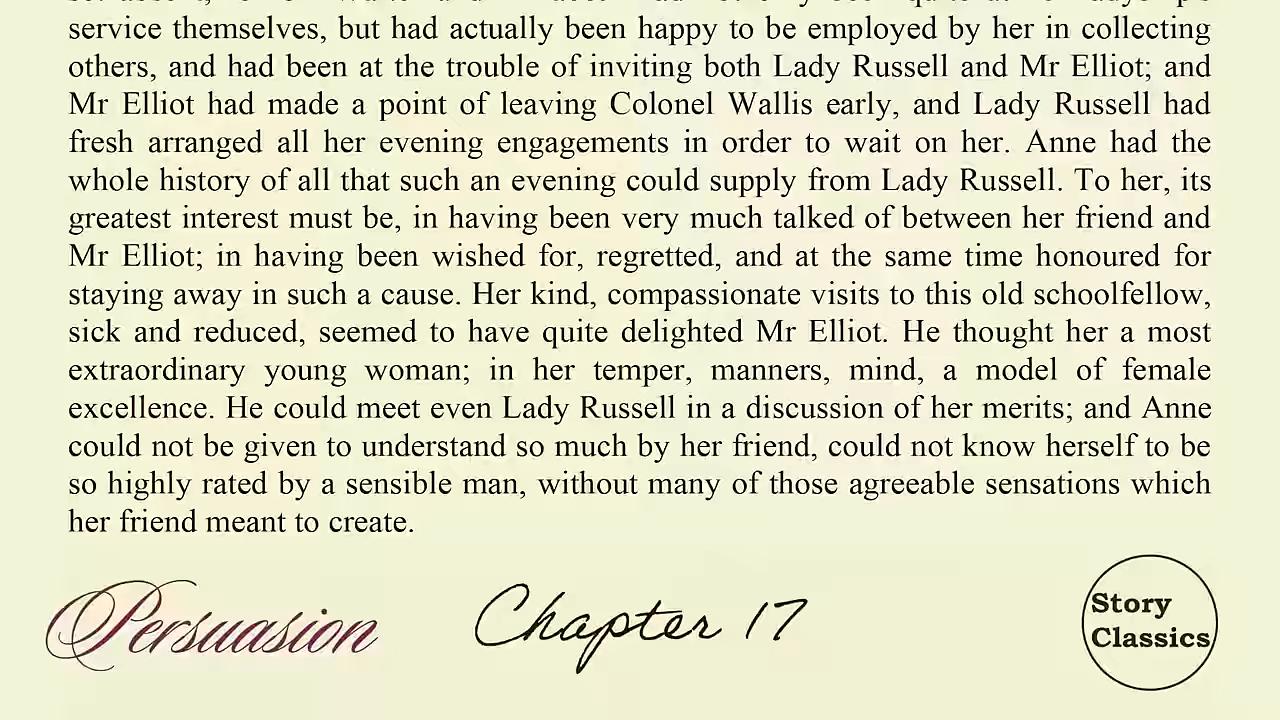 service themselves, but had actually been happy to be employed by her in collecting
others, and had been at the trouble of inviting both Lady Russell and Mr Elliot; and
Mr Elliot had made a point of leaving Colonel Wallis early, and Lady Russell had
fresh arranged all her evening engagements in order to wait on her. Anne had the
whole history of all that such an evening could supply from Lady Russell. To her, its
greatest interest must be, in having been very much talked of between her friend and
Mr Elliot; in having been wished for, regretted, and at the same time honoured for
staying away in such a cause. Her kind, compassionate visits to this old schoolfellow,
sick and reduced, seemed to have quite delighted Mr Elliot. He thought her a most
extraordinary young woman; in her temper, manners, mind, a model of female
excellence. He could meet even Lady Russell in a discussion of her merits; and Anne
could not be given to understand so much by her friend, could not know herself to be
so highly rated by a sensible man, without many of those agreeable sensations which
her friend meant to create.
Persuasion
Chapter 17
Story
Classics